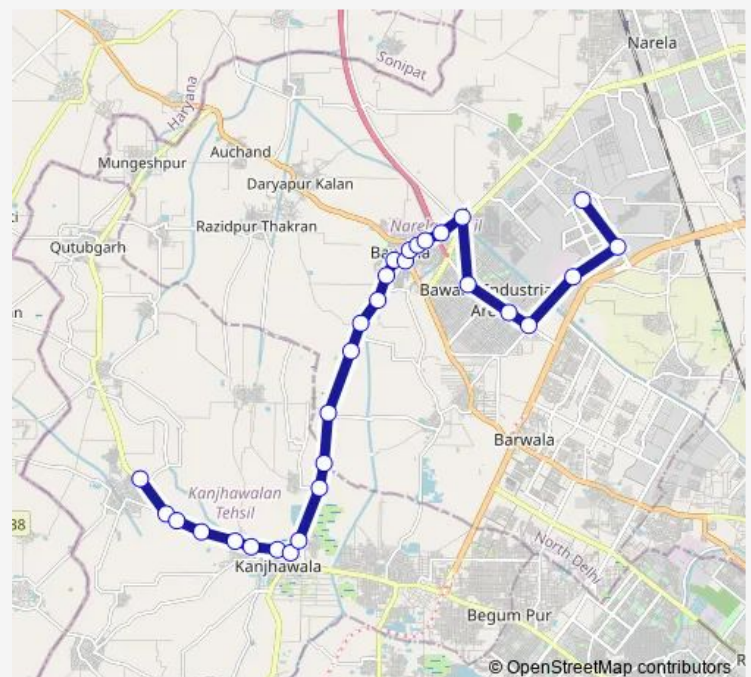 Narela
Sonipat
Haryana
Mungeshpur
Auchand
Daryapur Kalan
Razidpur Thakran
Qutubgarh
Bawana Industrial
Area
Barwala
Kanjhawalan
Tehsil
Kanjhawala
North Delhi
Begum Pur
© OpenStreetMap contributors